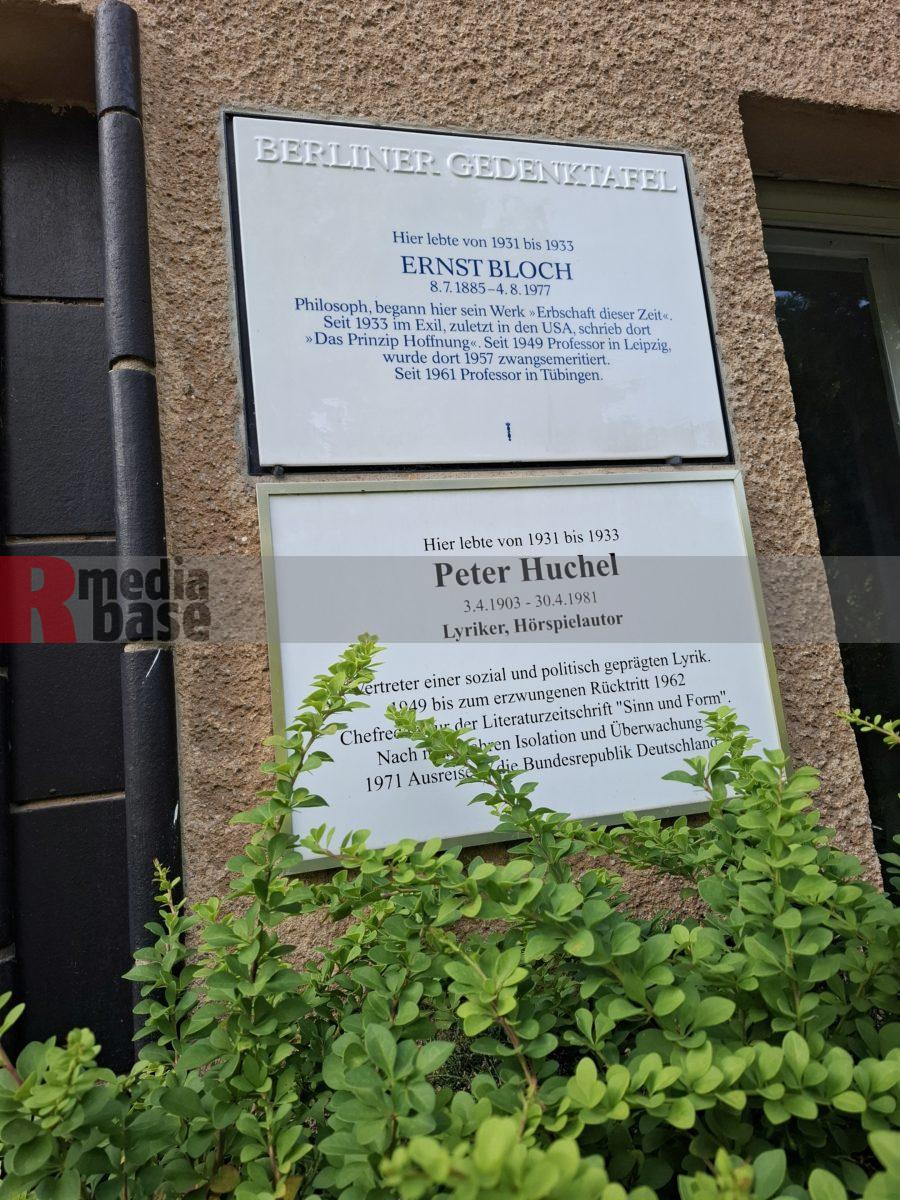 BERLINER GEDENKTAFEL
Hier lebte von 1931 bis 1933
ERNST BLOCH
8.7.1885–4.8.1977
Philosoph, begann hier sein Werk »Erbschaft dieser Zeit«.
Seit 1933 im Exil, zuletzt in den USA, schrieb dort
»Das Prinzip Hoffnung«. Seit 1949 Professor in Leipzig,
wurde dort 1957 zwangsemeritiert.
Seit 1961 Professor in Tübingen.
Hier lebte von 1931 bis 1933
Peter Huchel
3.4.1903 - 30.4.1981
Lyriker, Hörspielautor
Vertreter einer sozial und politisch geprägten Lyrik.
1949 bis zum erzwungenen Rücktritt 1962
der Literaturzeitschrift "Sinn und Form".
Nach Isolation und Überwachung
1971 Ausreise die Bundesrepublik Deutschland
R media
base